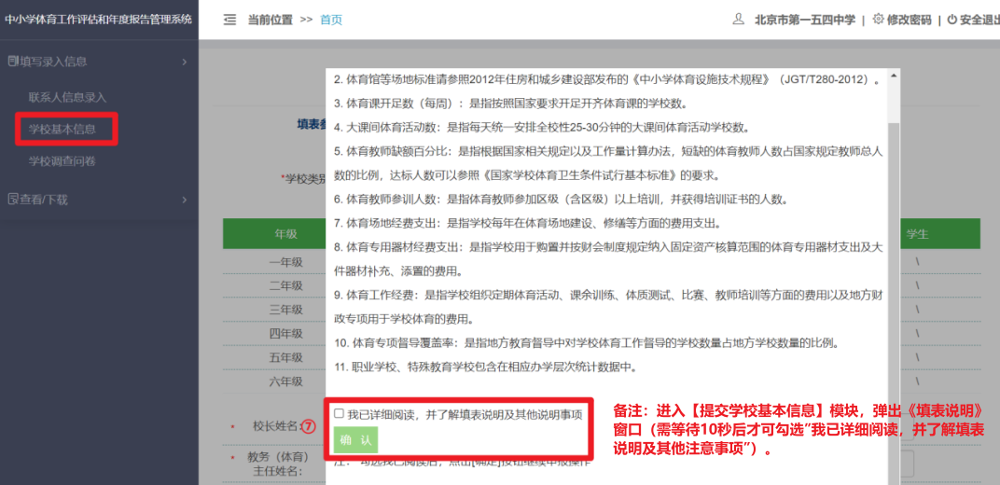 中小学体育工作评估和年度报告管理系统
当前位置 >> 首页
北京市第一五四中学 | 修改密码 | 安全退出
填写录入信息
联系人信息录入
学校基本信息
学校调查问卷
查看/下载
填表
*学校类别
年级
学生
一年级 \
二年级 \
三年级 \
四年级 \
五年级 \
六年级 \
* 校长姓名: ⑦
* 教务（体育）
主任姓名：
2. 体育馆等场地标准请参照2012年住房和城乡建设部发布的《中小学体育设施技术规程》（JGT/T280-2012）。
3. 体育课开足数（每周）：是指按照国家要求开足开齐体育课的学校数。
4. 大课间体育活动数：是指每天统一安排全校性25-30分钟的大课间体育活动学校数。
5. 体育教师缺额百分比：是指根据国家相关规定以及工作量计算办法，短缺的体育教师人数占国家规定教师总人
数的比例，达标人数可以参照《国家学校体育卫生条件试行基本标准》的要求。
6. 体育教师参训人数：是指体育教师参加区级（含区级）以上培训，并获得培训证书的人数。
7. 体育场地经费支出：是指学校每年在体育场地建设、修缮等方面的费用支出。
8. 体育专用器材经费支出：是指学校用于购置并按财会制度规定纳入固定资产核算范围的体育专用器材支出及大
件器材补充、添置的费用。
9. 体育工作经费：是指学校组织定期体育活动、课余训练、体质测试、比赛、教师培训等方面的费用以及地方财
政专项用于学校体育的费用。
10. 体育专项督导覆盖率：是指地方教育督导中对学校体育工作督导的学校数量占地方学校数量的比例。
11. 职业学校、特殊教育学校包含在相应办学层次统计数据中。
我已详细阅读，并了解填表说明及其他说明事项
确 认
注： 勾选我已阅读后，点击[确定]按钮继续申报操作
备注：进入【提交学校基本信息】模块，弹出《填表说明》
窗口（需等待10秒后才可勾选“我已详细阅读，并了解填表
说明及其他注意事项”）。